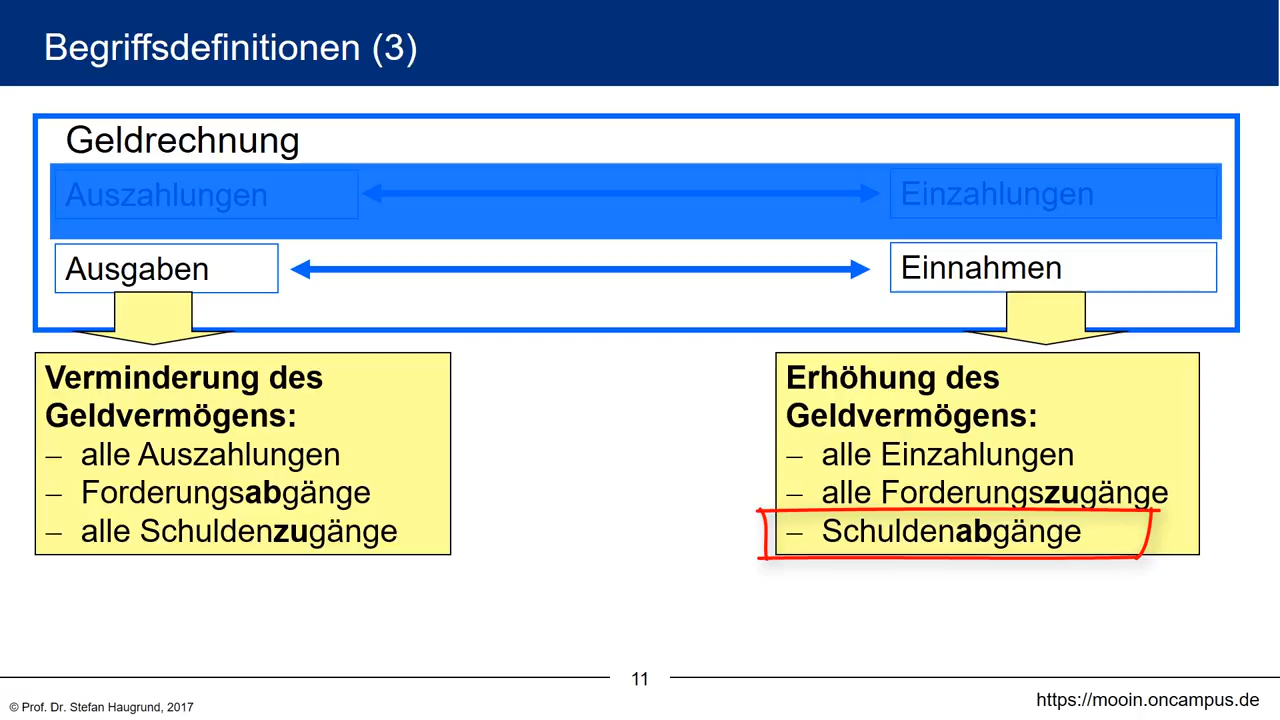 Begriffsdefinitionen (3)
Geldrechnung
Auszahlungen
Einzahlungen
Ausgaben
Einnahmen
Verminderung des
Geldvermögens:
– alle Auszahlungen
– Forderungsabgänge
– alle Schuldenzugänge
Erhöhung des
Geldvermögens:
– alle Einzahlungen
– alle Forderungszugänge
– Schuldenabgänge
11
© Prof. Dr. Stefan Haugrund, 2017
https://mooin.oncampus.de